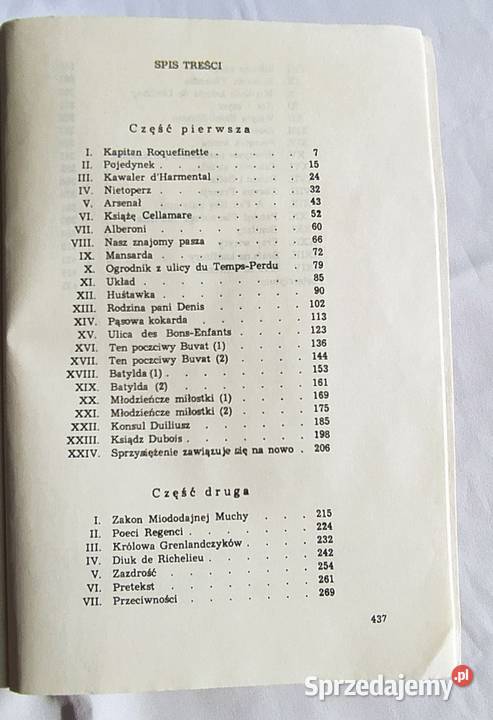 SPIS TREŚCI
Część pierwsza
I. Kapitan Roquefinette . . . . . 7
II. Pojedynek . . . . . . . . 15
III. Kawaler d'Harmental . . . . . 24
IV. Nietoperz . . . . . . . . 32
V. Arsenał . . . . . . . . 43
VI. Książę Cellamare . . . . . . 52
VII. Alberoni . . . . . . . . 60
VIII. Nasz znajomy pasza . . . . . 66
IX. Mansarda . . . . . . . . 72
X. Ogrodnik z ulicy du Temps-Perdu . 79
XI. Układ . . . . . . . . 85
XII. Huśtawka . . . . . . . . 90
XIII. Rodzina pani Denis . . . . . 102
XIV. Pąsowa kokarda . . . . . . 113
XV. Ulica des Bons-Enfants . . . . 123
XVI. Ten poczciwy Buvat (1) . . . . 136
XVII. Ten poczciwy Buvat (2) . . . . 144
XVIII. Batylda (1) . . . . . . . 153
XIX. Batylda (2) . . . . . . . 161
XX. Młodzieńcze miłostki (1) . . . . 169
XXI. Młodzieńcze miłostki (2) . . . . 175
XXII. Konsul Duiliusz . . . . . . 185
XXIII. Ksiądz Dubois . . . . . . 198
XXIV. Sprzysiężenie zawiązuje się na nowo . 206
Część druga
I. Zakon Miododajnej Muchy . . . 215
II. Poeci Regenci . . . . . . 224
III. Królowa Grenlandczyków . . . . 232
IV. Diuk de Richelieu . . . . . 242
V. Zazdrość . . . . . . . . 254
VI. Pretekst . . . . . . . . 261
VII. Przeciwności . . . . . . . 269
437
Sprzedajemy.pl